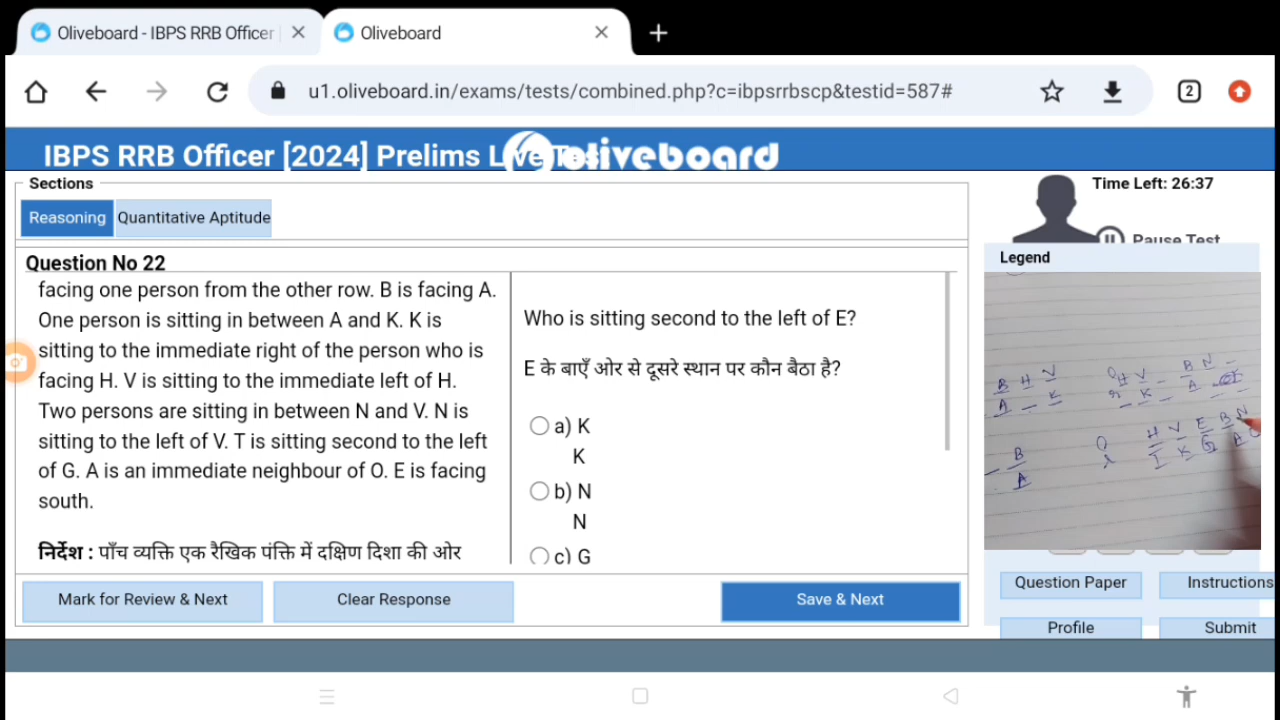 Oliveboard - IBPS RRB Officer
Oliveboard
u1.oliveboard.in/exams/tests/combined.php?c=ibpsrrbscp&testid=587#
2
IBPS RRB Officer [2024] Prelims Live Tes
oliveboard
Sections
Reasoning
Quantitative Aptitude
Time Left: 26:37
Pause Test
Question No 22
facing one person from the other row. B is facing A.
One person is sitting in between A and K. K is
sitting to the immediate right of the person who is
facing H. V is sitting to the immediate left of H.
Two persons are sitting in between N and V. N is
sitting to the left of V. T is sitting second to the left
of G. A is an immediate neighbour of O. E is facing
south.
निर्देश : पाँच व्यक्ति एक रैखिक पंक्ति में दक्षिण दिशा की ओर
Who is sitting second to the left of E?
E के बाएँ ओर से दूसरे स्थान पर कौन बैठा है?
a) K
K
b) N
N
c) G
Mark for Review & Next
Clear Response
Save & Next
Legend
B H V
A K
H V B N
K A
B
A
H V E B N
T K G A O
Question Paper
Instructions
Profile
Submit